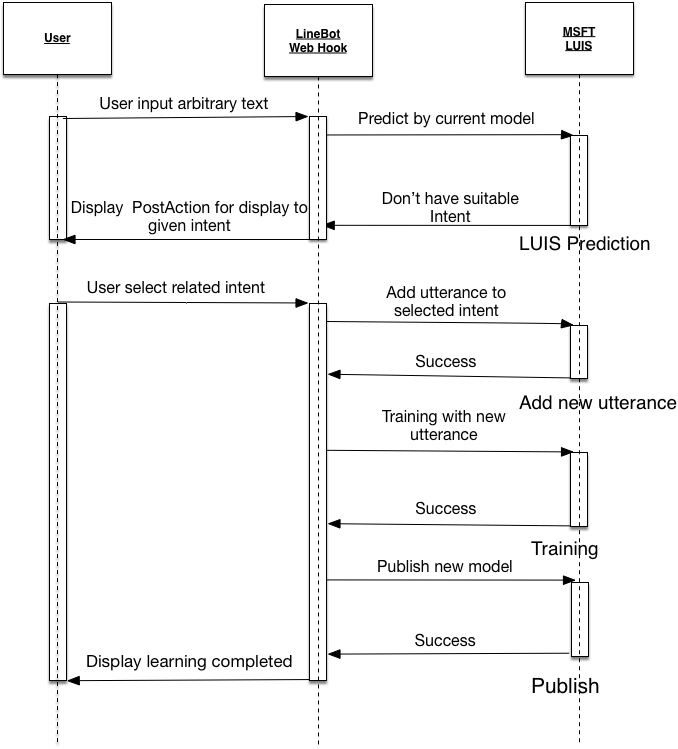 User
LineBot
Web Hook
MSFT
LUIS
User input arbitrary text
Predict by current model
Don't have suitable
Intent
Display  PostAction for display to
given intent
LUIS Prediction
User select related intent
Add utterance to
selected intent
Success
Add new utterance
Training with new
utterance
Success
Training
Publish new model
Success
Display learning completed
Publish